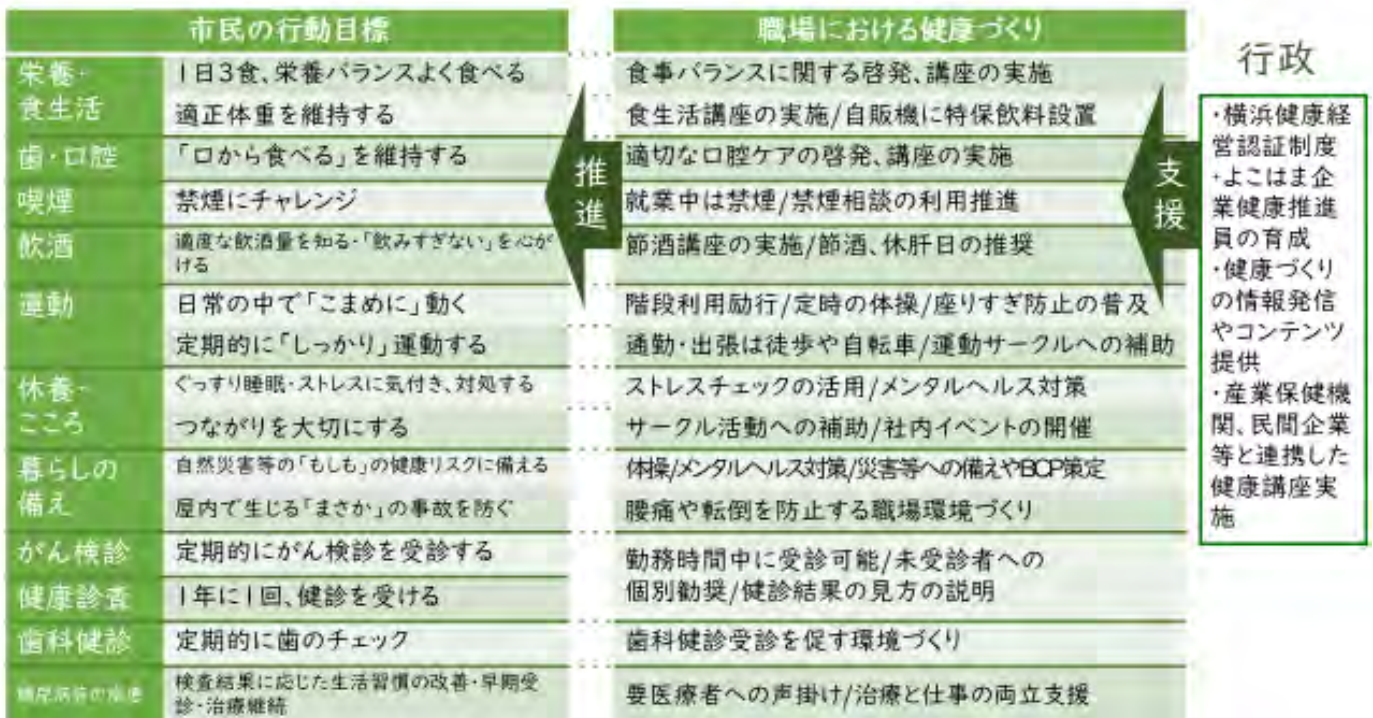 市民の行動目標
職場における健康づくり
行政
栄養・
食生活
1日3食、栄養バランスよく食べる
食事バランスに関する啓発、講座の実施
適正体重を維持する
食生活講座の実施/自販機に特保飲料設置
歯・口腔
「口から食べる」を維持する
適切な口腔ケアの啓発、講座の実施
喫煙
禁煙にチャレンジ
就業中は禁煙/禁煙相談の利用推進
飲酒
適度な飲酒量を知る・「飲みすぎない」を心が
ける
節酒講座の実施/節酒、休肝日の推奨
運動
日常の中で「こまめに」動く
階段利用励行/定時の体操/座りすぎ防止の普及
定期的に「しっかり」運動する
通勤・出張は徒歩や自転車/運動サークルへの補助
休養・
こころ
ぐっすり睡眠・ストレスに気付き、対処する
ストレスチェックの活用/メンタルヘルス対策
つながりを大切にする
サークル活動への補助/社内イベントの開催
暮らしの
備え
自然災害等の「もしも」の健康リスクに備える
体操/メンタルヘルス対策/災害等への備えやBCP策定
屋内で生じる「まさか」の事故を防ぐ
腰痛や転倒を防止する職場環境づくり
がん検診
定期的にがん検診を受診する
勤務時間中に受診可能/未受診者への
個別勧奨/健診結果の見方の説明
健康診査
1年に1回、健診を受ける
歯科健診
定期的に歯のチェック
歯科健診受診を促す環境づくり
糖尿病等の疾患
検査結果に応じた生活習慣の改善・早期受
診・治療継続
要医療者への声掛け/治療と仕事の両立支援
推進
支援
・横浜健康経
営認証制度
・よこはま企
業健康推進
員の育成
・健康づくり
の情報発信
やコンテンツ
提供
・産業保健機
関、民間企業
等と連携した
健康講座実
施